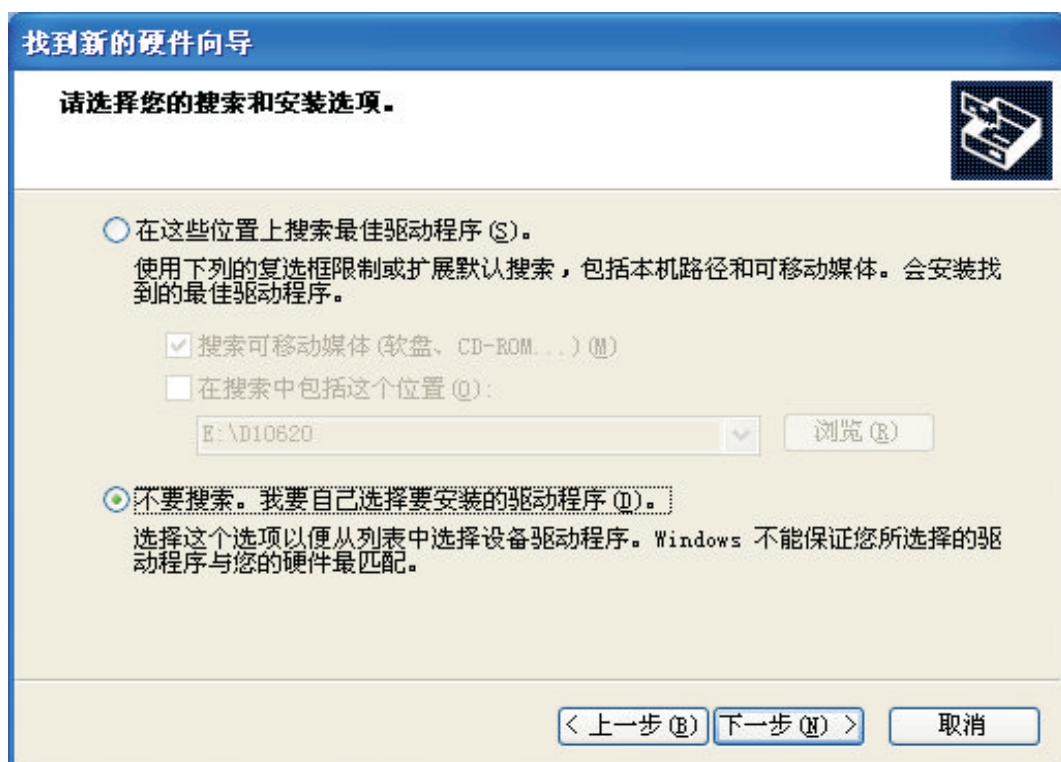 找到新的硬件向导
请选择您的搜索和安装选项。
在这些位置上搜索最佳驱动程序(S)。
使用下列的复选框限制或扩展默认搜索，包括本机路径和可移动媒体。会安装找
到的最佳驱动程序。
搜索可移动媒体(软盘、CD-ROM...)(M)
在搜索中包括这个位置(O):
E:\D10620
浏览(R)
不要搜索。我要自己选择要安装的驱动程序(D)。
选择这个选项以便从列表中选择设备驱动程序。Windows 不能保证您所选择的驱
动程序与您的硬件最匹配。
< 上一步(B) 下一步(N) > 取消